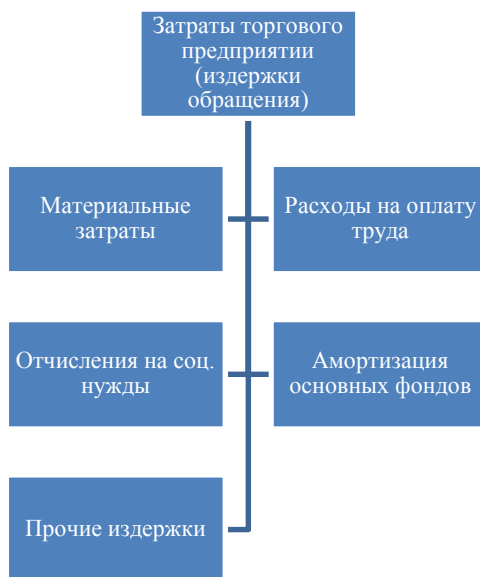 Затраты торгового
предприятии
(издержки
обращения)
Материальные
затраты
Расходы на оплату
труда
Отчисления на соц.
нужды
Амортизация
основных фондов
Прочие издержки